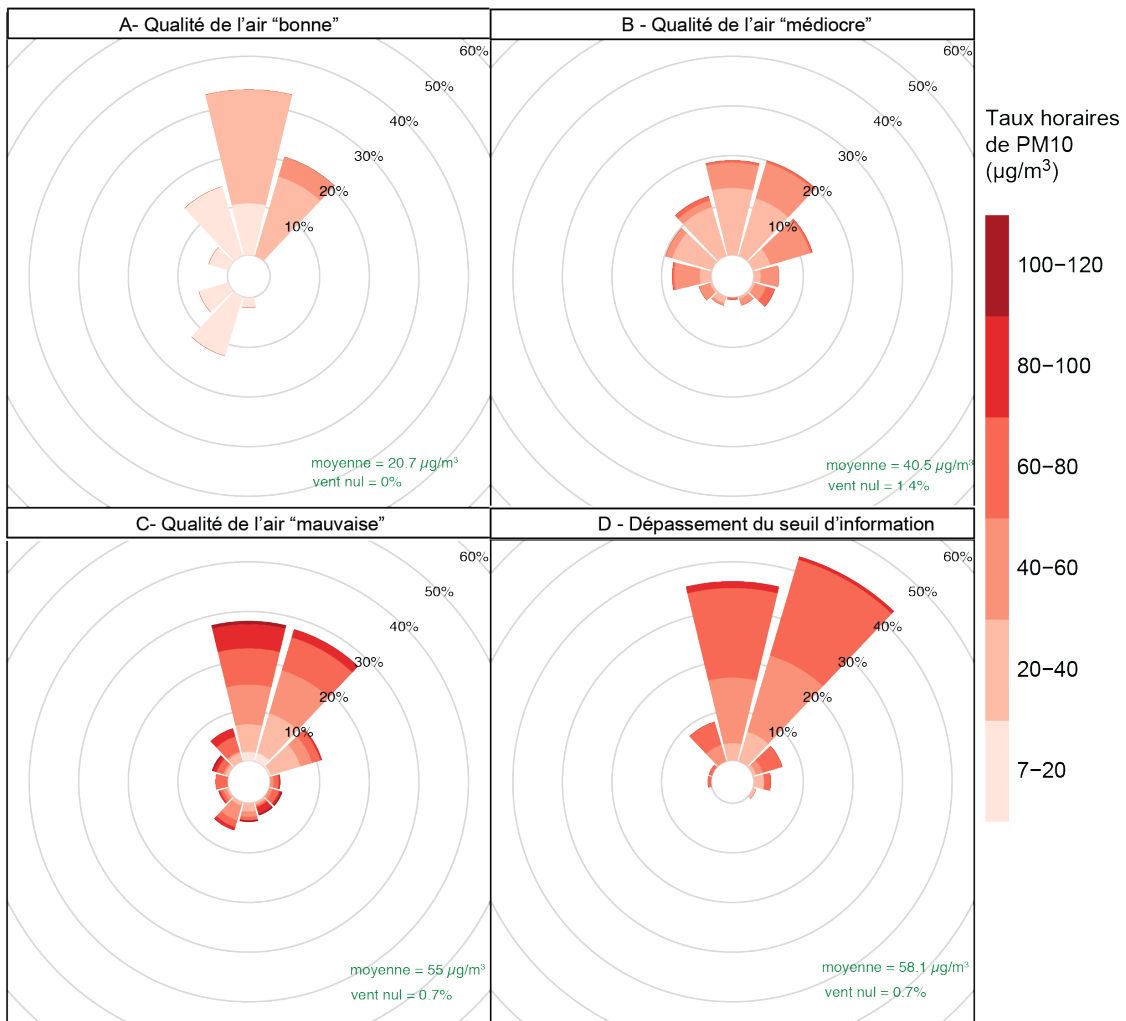 A- Qualité de l’air “bonne”
60%
50%
40%
30%
20%
10%
moyenne = 20.7 µg/m³
vent nul = 0%
B - Qualité de l’air “médiocre”
60%
50%
40%
30%
20%
10%
moyenne = 40.5 µg/m³
vent nul = 1.4%
C- Qualité de l’air “mauvaise”
60%
50%
40%
30%
20%
10%
moyenne = 55 µg/m³
vent nul = 0.7%
D - Dépassement du seuil d’information
60%
50%
40%
30%
20%
10%
moyenne = 58.1 µg/m³
vent nul = 0.7%
Taux horaires
de PM10
(µg/m³)
100−120
80−100
60−80
40−60
20−40
7−20